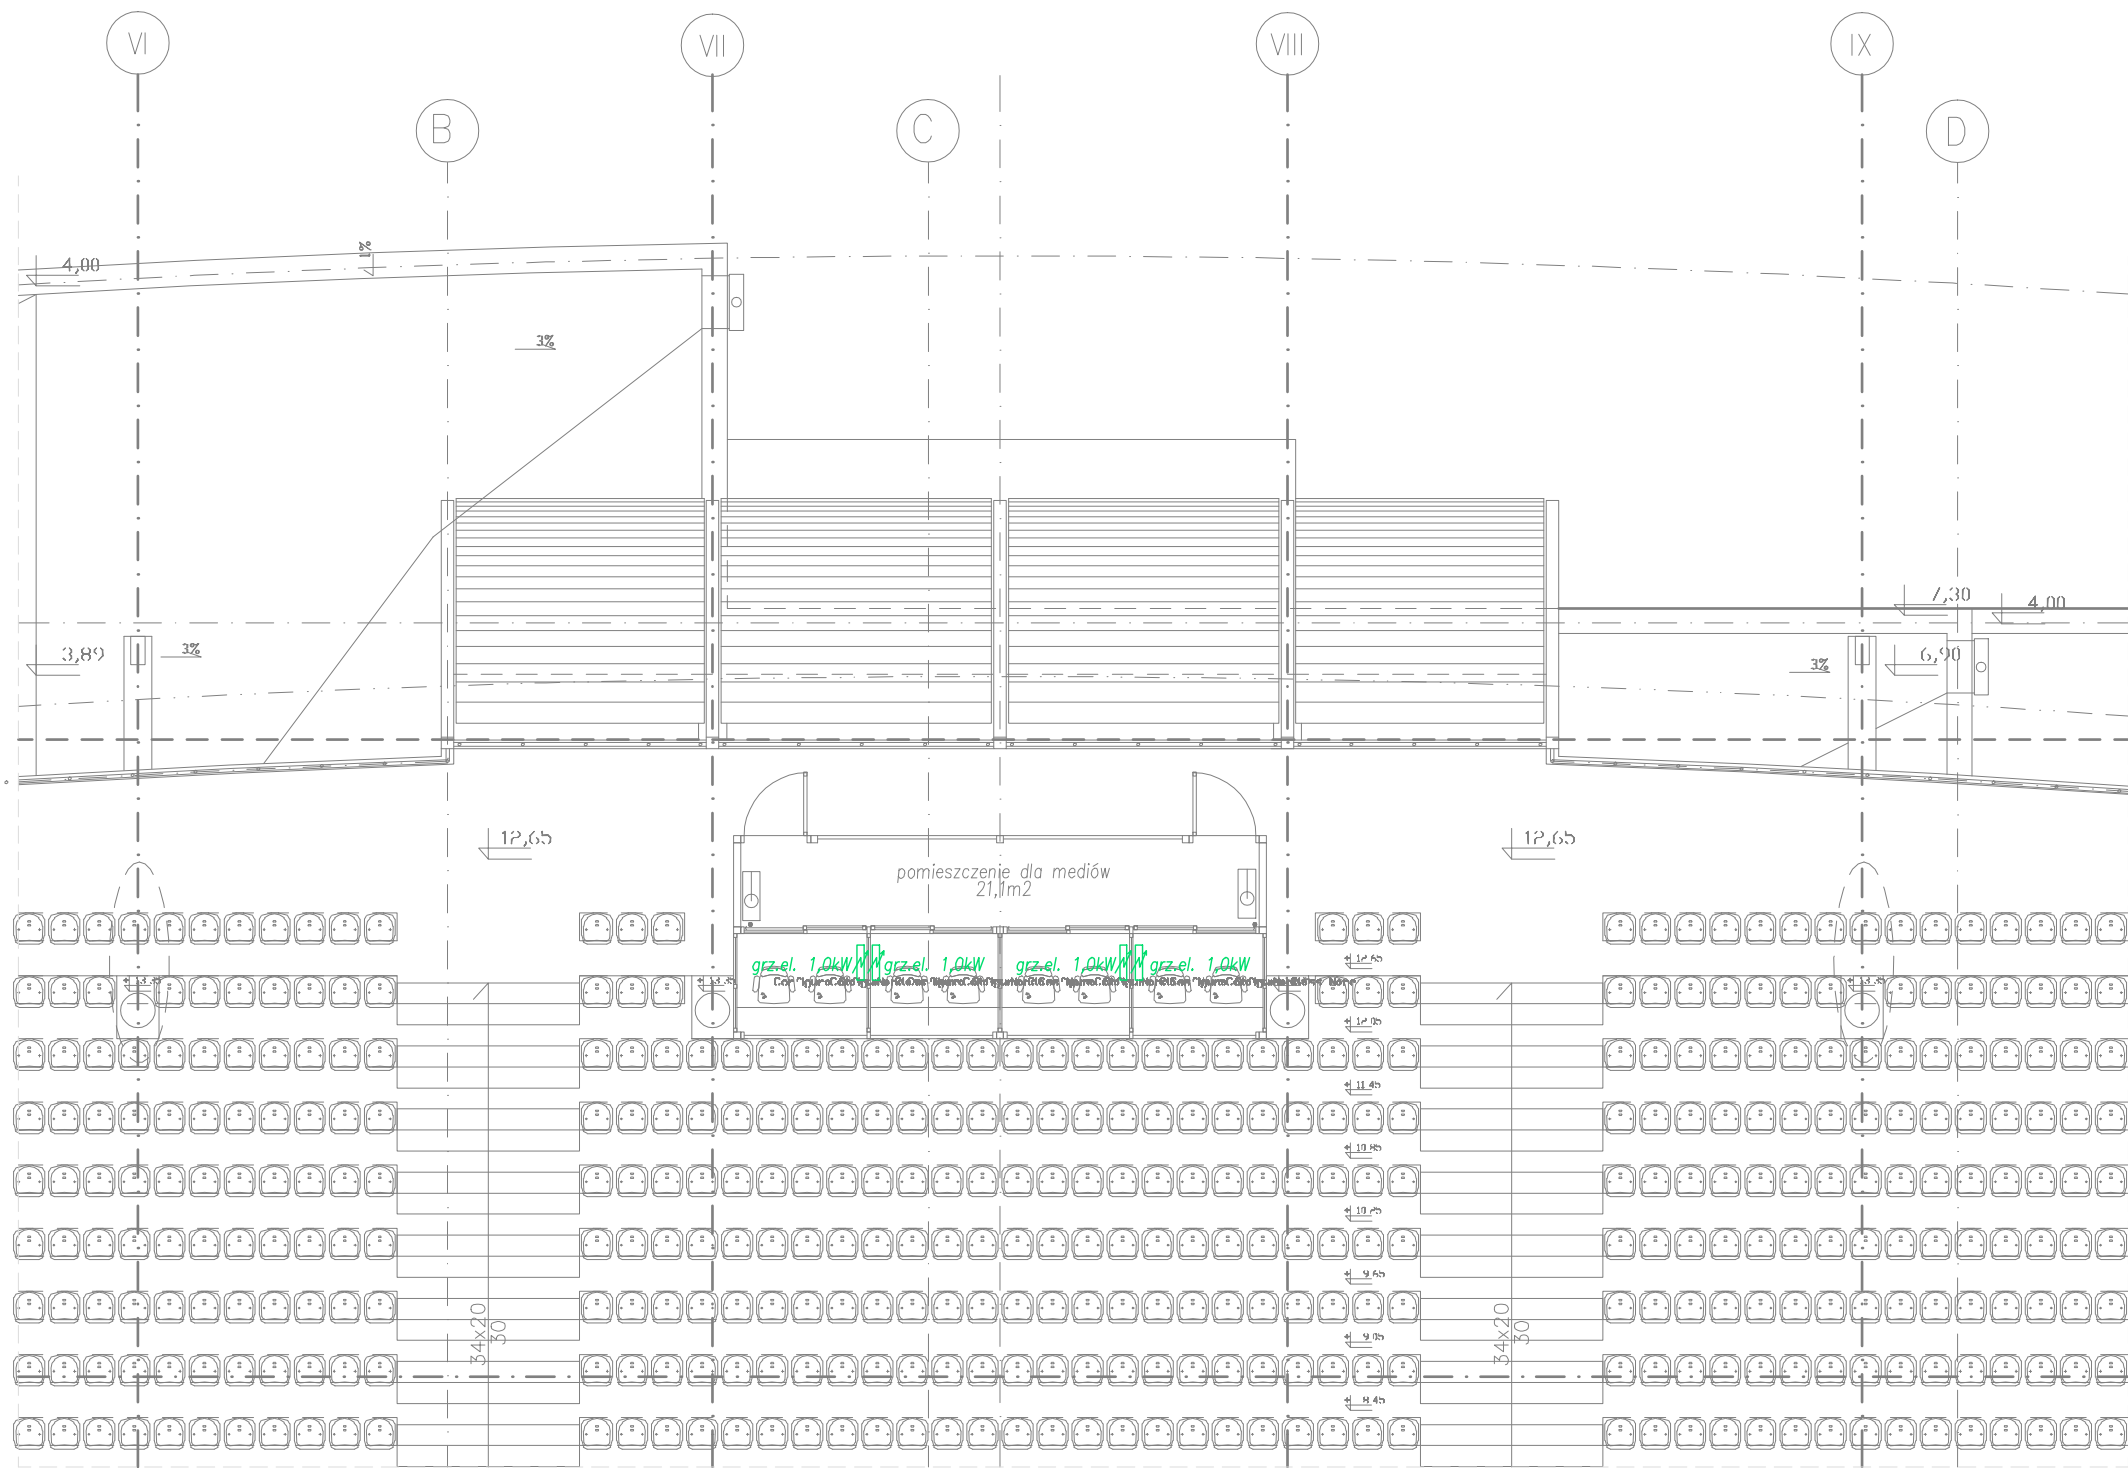 VI
VII
VIII
IX
B
C
D
4,00
1%
3%
7,30
4,00
3,89
3%
3%
6,90
12,65
12,65
pomieszczenie dla mediów
21,1m2
grz.el. 1,0kW
grz.el. 1,0kW
grz.el. 1,0kW
grz.el. 1,0kW
+ 12,65
+ 12,05
+ 11,45
+ 10,85
+ 10,25
+ 9,65
+ 9,05
+ 8,45
34x20
30
34x20
30